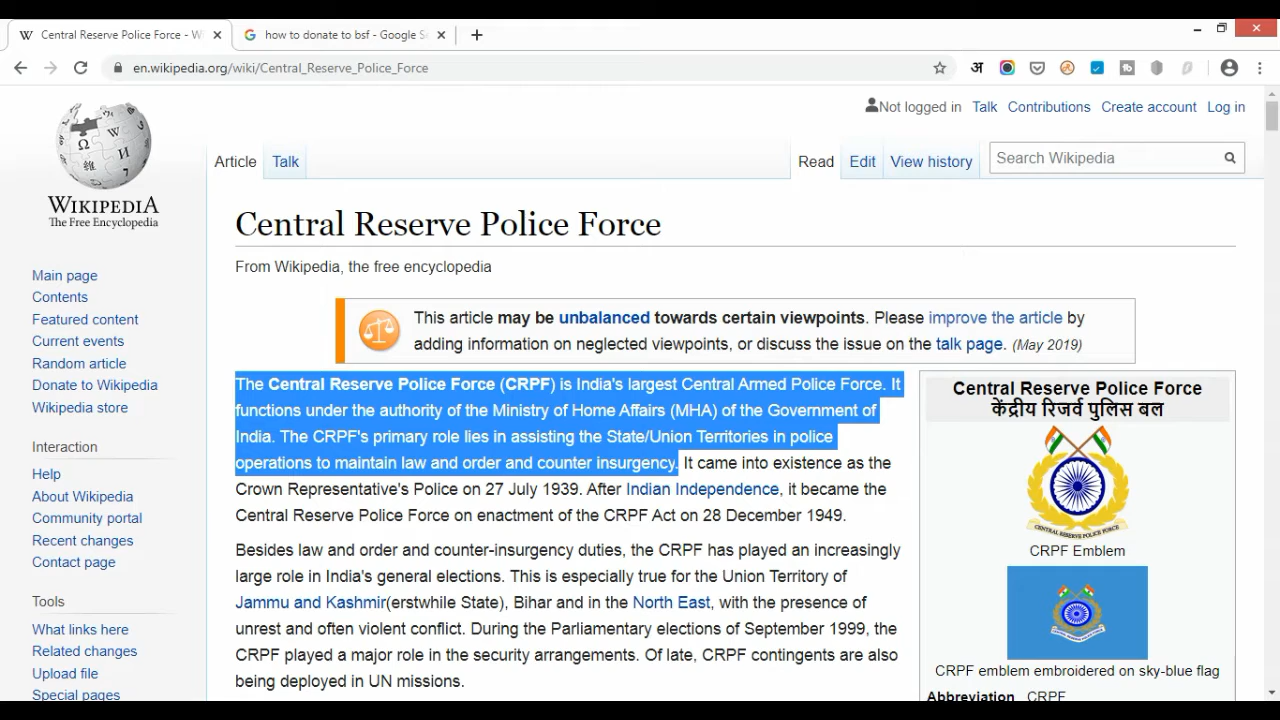 Central Reserve Police Force - W
how to donate to bsf - Google S
en.wikipedia.org/wiki/Central_Reserve_Police_Force
अ
Not logged in Talk Contributions Create account Log in
Article Talk Read Edit View history Search Wikipedia
WIKIPEDIA
The Free Encyclopedia
Central Reserve Police Force
From Wikipedia, the free encyclopedia
Main page
Contents
Featured content
Current events
Random article
Donate to Wikipedia
Wikipedia store
Interaction
Help
About Wikipedia
Community portal
Recent changes
Contact page
Tools
What links here
Related changes
Upload file
Special pages
This article may be unbalanced towards certain viewpoints. Please improve the article by
adding information on neglected viewpoints, or discuss the issue on the talk page. (May 2019)
The Central Reserve Police Force (CRPF) is India's largest Central Armed Police Force. It
functions under the authority of the Ministry of Home Affairs (MHA) of the Government of
India. The CRPF's primary role lies in assisting the State/Union Territories in police
operations to maintain law and order and counter insurgency. It came into existence as the
Crown Representative's Police on 27 July 1939. After Indian Independence, it became the
Central Reserve Police Force on enactment of the CRPF Act on 28 December 1949.
Besides law and order and counter-insurgency duties, the CRPF has played an increasingly
large role in India's general elections. This is especially true for the Union Territory of
Jammu and Kashmir(erstwhile State), Bihar and in the North East, with the presence of
unrest and often violent conflict. During the Parliamentary elections of September 1999, the
CRPF played a major role in the security arrangements. Of late, CRPF contingents are also
being deployed in UN missions.
Central Reserve Police Force
केंद्रीय रिजर्व पुलिस बल
CENTRAL RESERVE POLICE FORCE
CRPF Emblem
CRPF emblem embroidered on sky-blue flag
Abbreviation CRPF